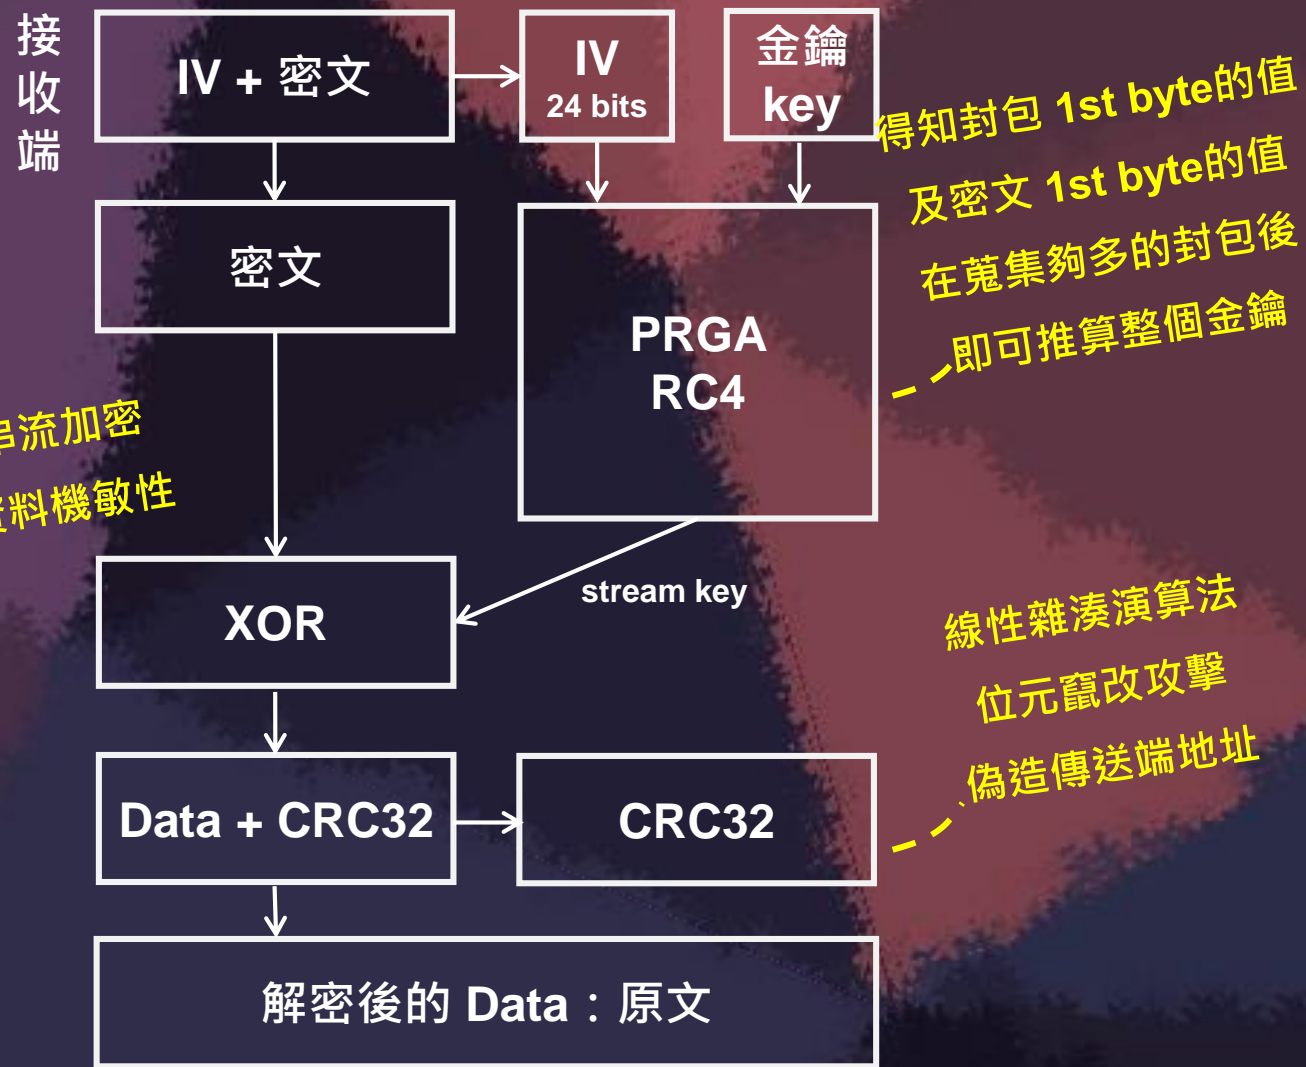 接
收
端
IV + 密文
IV
24 bits
金鑰
key
得知封包 1st byte的值
及密文 1st byte的值
在蒐集夠多的封包後
即可推算整個金鑰
密文
PRGA
RC4
串流加密
資料機敏性
stream key
XOR
線性雜湊演算法
位元竄改攻擊
偽造傳送端地址
Data + CRC32
CRC32
解密後的 Data：原文